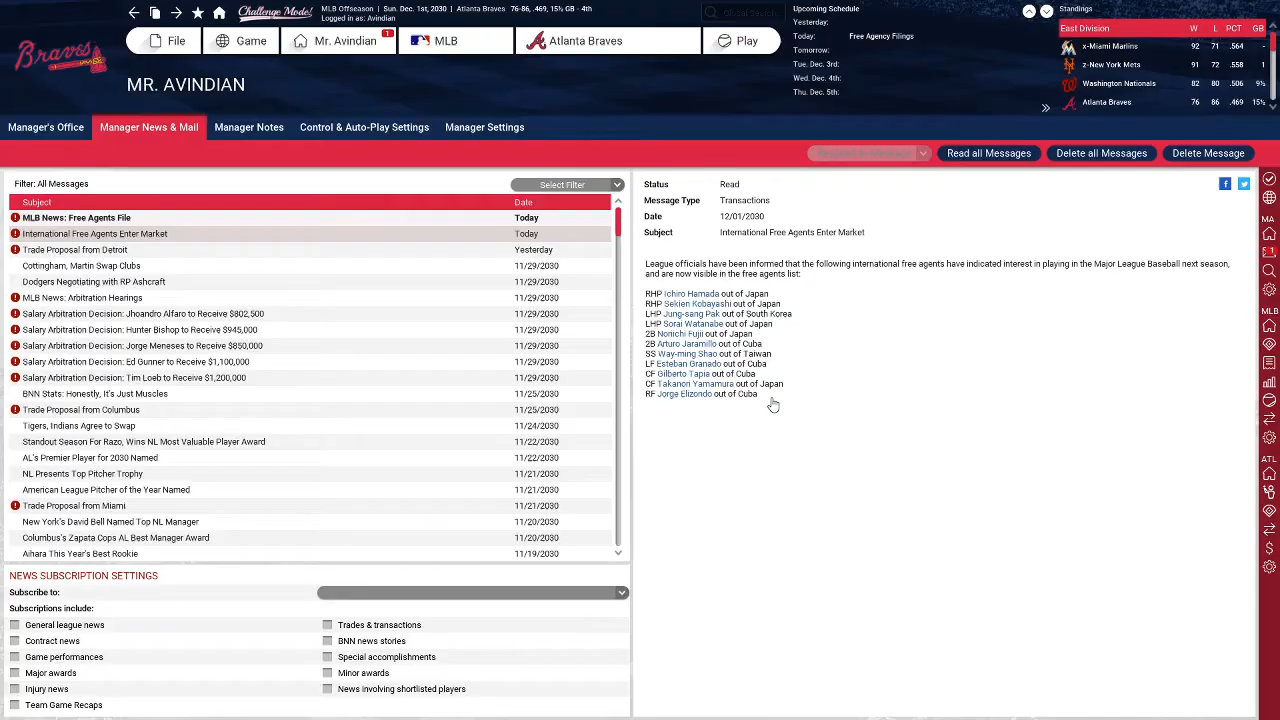 Challenge Mode!
MLB Offseason | Sun. Dec. 1st, 2030 | Atlanta Braves 76-86, .469, 15½ GB - 4th
Logged in as: Avindian
Global Search
Upcoming Schedule
Yesterday:
Today: Free Agency Filings
Tomorrow:
Tue. Dec. 3rd:
Wed. Dec. 4th:
Thu. Dec. 5th:
Standings
East Division W L PCT GB
x-Miami Marlins 92 71 .564 -
z-New York Mets 91 72 .558 1
Washington Nationals 82 80 .506 9½
Atlanta Braves 76 86 .469 15½
Braves
File
Game
Mr. Avindian 1
MLB
Atlanta Braves
Play
MR. AVINDIAN
Manager's Office
Manager News & Mail
Manager Notes
Control & Auto-Play Settings
Manager Settings
Read all Messages
Delete all Messages
Delete Message
Filter: All Messages
Select Filter
Subject Date
MLB News: Free Agents File Today
International Free Agents Enter Market Today
Trade Proposal from Detroit Yesterday
Cottingham, Martin Swap Clubs 11/29/2030
Dodgers Negotiating with RP Ashcraft 11/29/2030
MLB News: Arbitration Hearings 11/29/2030
Salary Arbitration Decision: Jhoandro Alfaro to Receive $802,500 11/29/2030
Salary Arbitration Decision: Hunter Bishop to Receive $945,000 11/29/2030
Salary Arbitration Decision: Jorge Meneses to Receive $850,000 11/29/2030
Salary Arbitration Decision: Ed Gunner to Receive $1,100,000 11/29/2030
Salary Arbitration Decision: Tim Loeb to Receive $1,200,000 11/29/2030
BNN Stats: Honestly, It's Just Muscles 11/25/2030
Trade Proposal from Columbus 11/25/2030
Tigers, Indians Agree to Swap 11/24/2030
Standout Season For Razo, Wins NL Most Valuable Player Award 11/22/2030
AL's Premier Player for 2030 Named 11/22/2030
NL Presents Top Pitcher Trophy 11/21/2030
American League Pitcher of the Year Named 11/21/2030
Trade Proposal from Miami 11/21/2030
New York's David Bell Named Top NL Manager 11/20/2030
Columbus's Zapata Cops AL Best Manager Award 11/20/2030
Aihara This Year's Best Rookie 11/19/2030
NEWS SUBSCRIPTION SETTINGS
Subscribe to:
Subscriptions include:
General league news
Trades & transactions
Contract news
BNN news stories
Game performances
Special accomplishments
Major awards
Minor awards
Injury news
News involving shortlisted players
Team Game Recaps
Status Read
Message Type Transactions
Date 12/01/2030
Subject International Free Agents Enter Market
League officials have been informed that the following international free agents have indicated interest in playing in the Major League Baseball next season,
and are now visible in the free agents list:
RHP Ichiro Hamada out of Japan
RHP Sekien Kobayashi out of Japan
LHP Jung-sang Pak out of South Korea
LHP Sorai Watanabe out of Japan
2B Noriichi Fujii out of Japan
2B Arturo Jaramillo out of Cuba
SS Way-ming Shao out of Taiwan
LF Esteban Granado out of Cuba
CF Gilberto Tapia out of Cuba
CF Takanori Yamamura out of Japan
RF Jorge Elizondo out of Cuba
MA
1
MLB
ATL